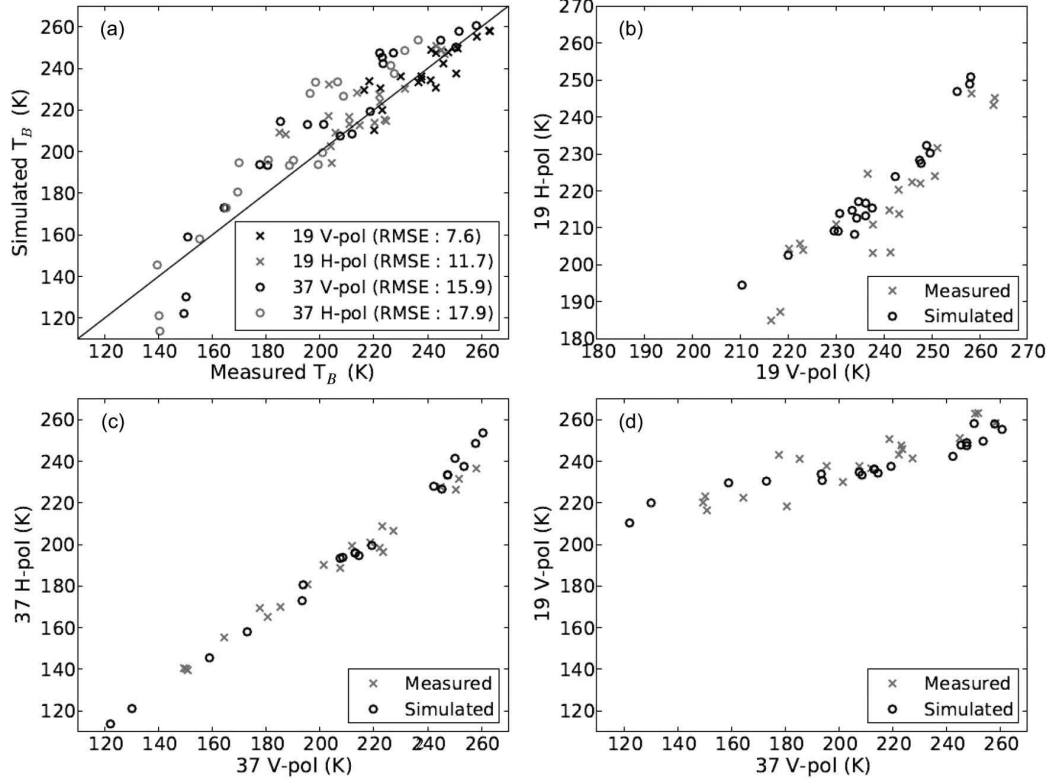 (a)
260
240
220
200
180
160
140
120
Simulated T_B (K)
19 V-pol (RMSE : 7.6)
19 H-pol (RMSE : 11.7)
37 V-pol (RMSE : 15.9)
37 H-pol (RMSE : 17.9)
120 140 160 180 200 220 240 260
Measured T_B (K)
(b)
270
260
250
240
230
220
210
200
190
180
19 H-pol (K)
Measured
Simulated
180 190 200 210 220 230 240 250 260 270
19 V-pol (K)
(c)
260
240
220
200
180
160
140
120
37 H-pol (K)
Measured
Simulated
120 140 160 180 200 220 240 260
37 V-pol (K)
(d)
260
240
220
200
180
160
140
120
19 V-pol (K)
Measured
Simulated
120 140 160 180 200 220 240 260
37 V-pol (K)